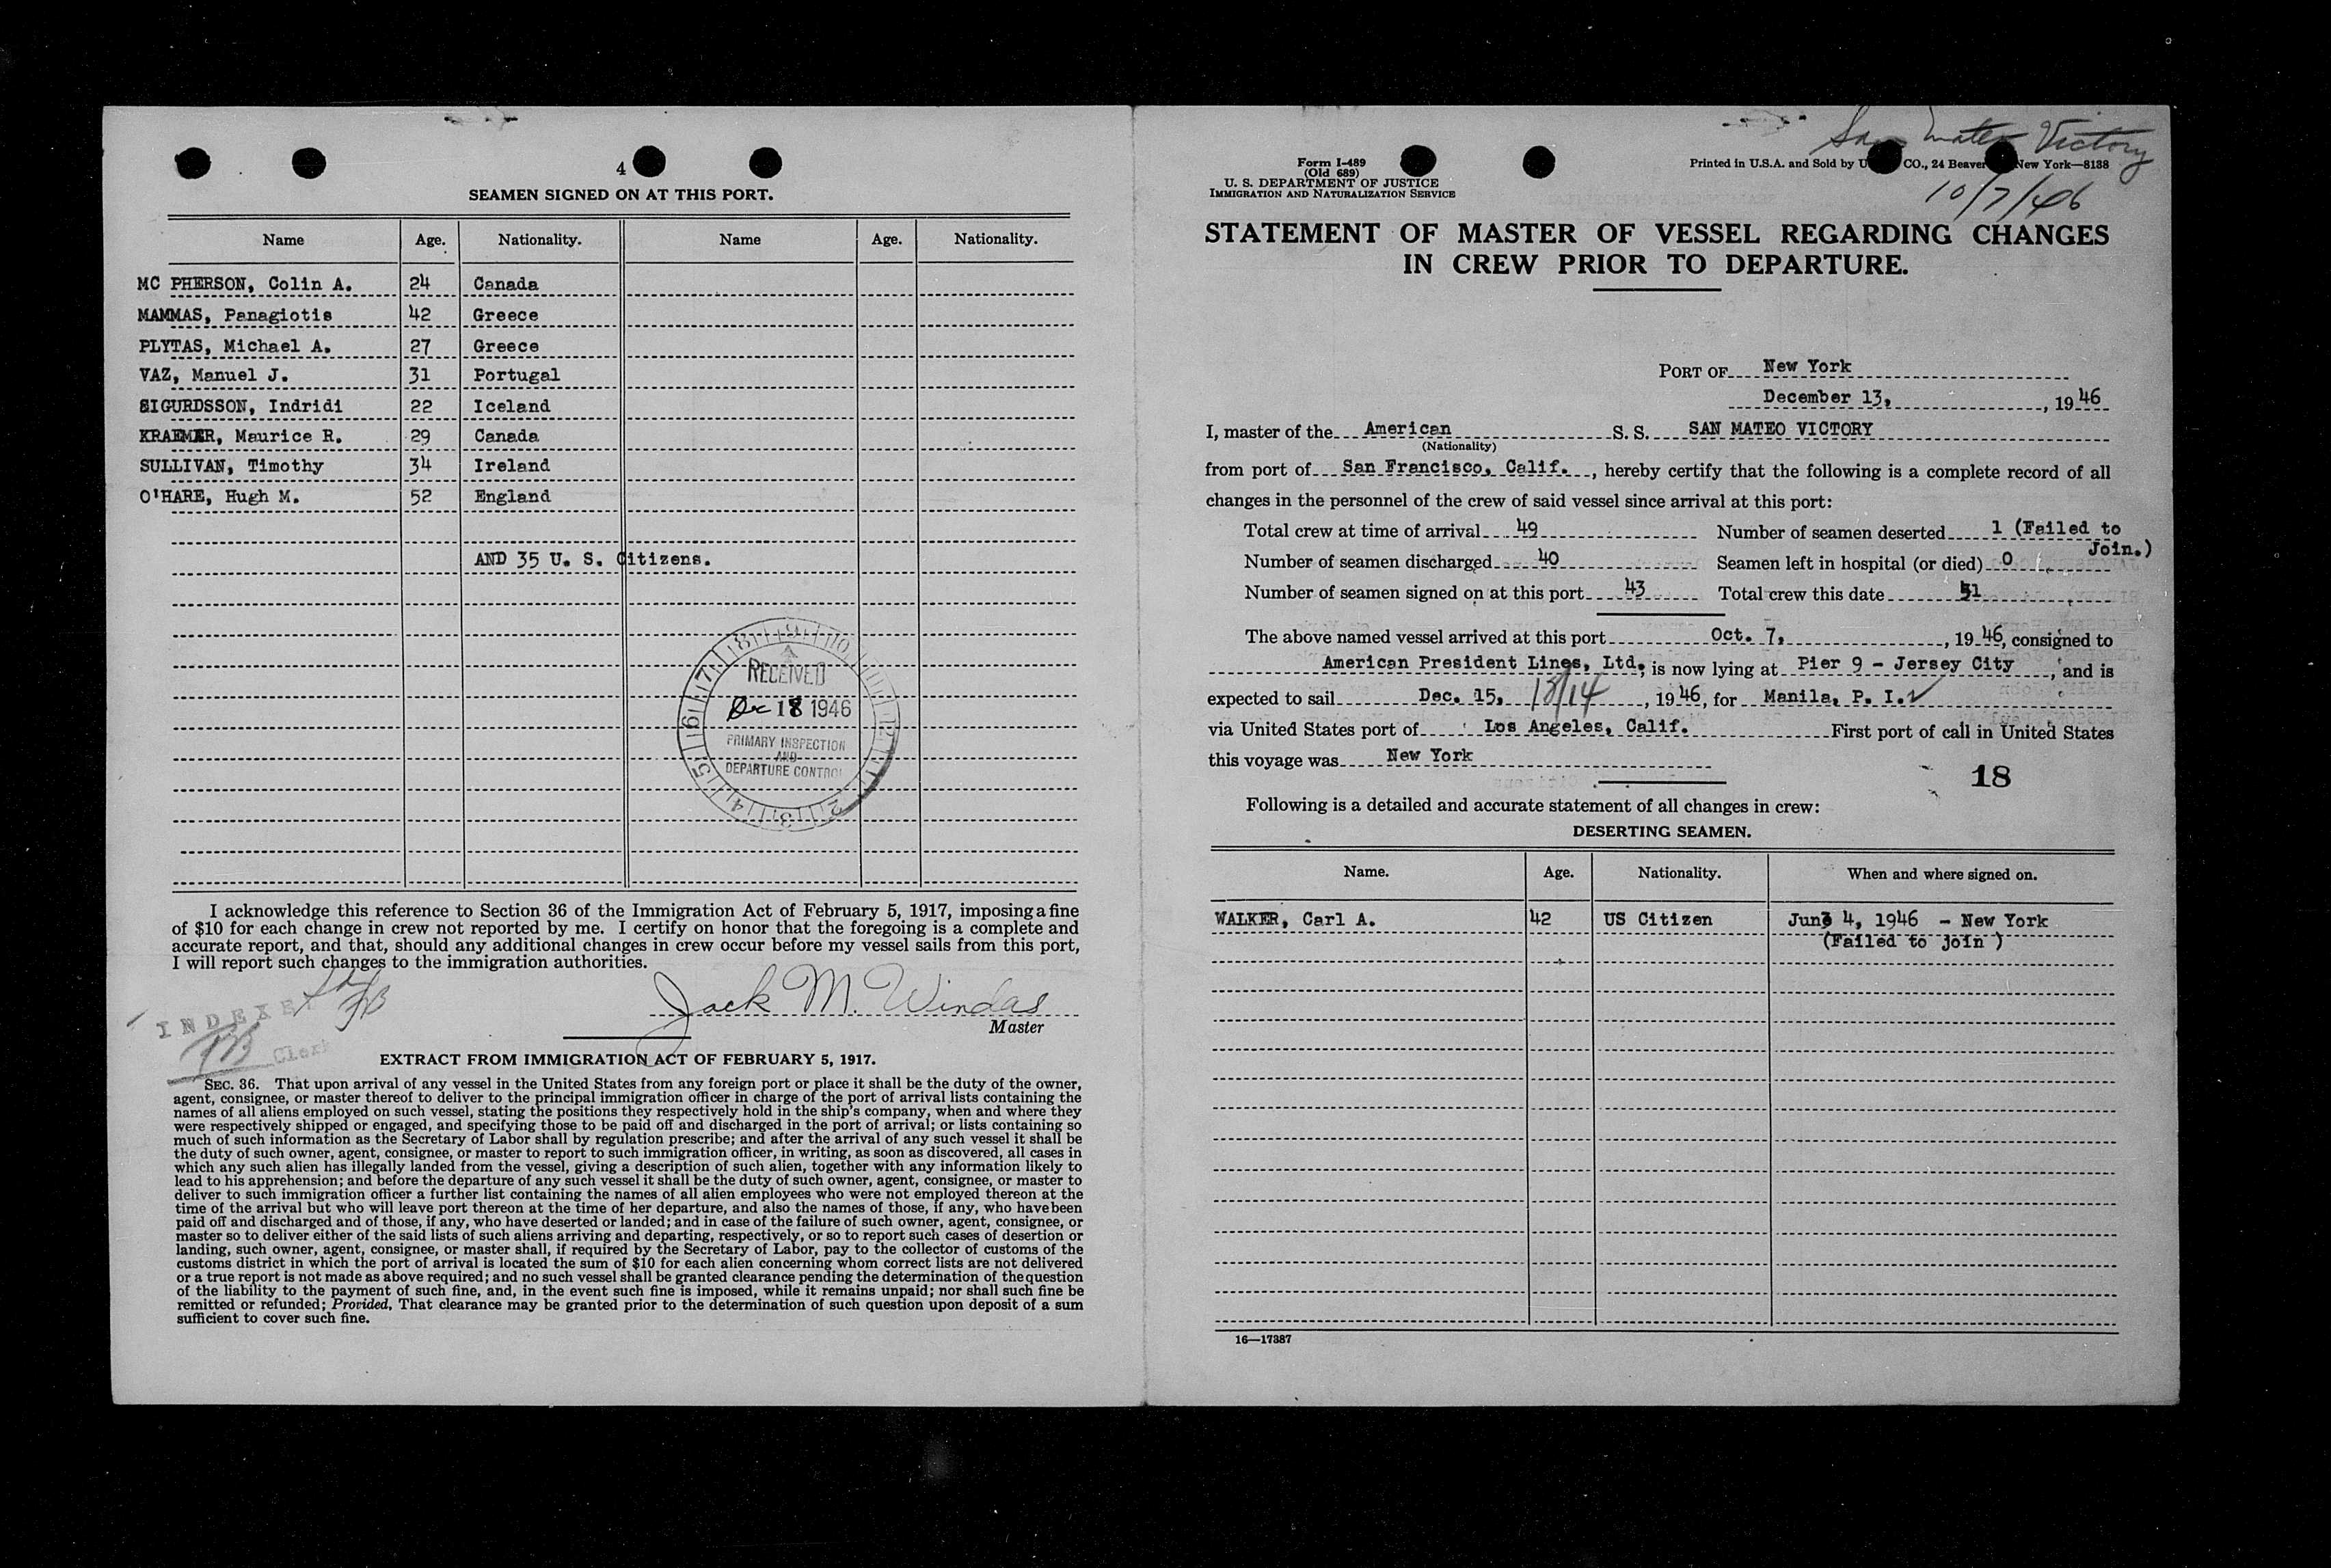 4
SEAMEN SIGNED ON AT THIS PORT.
Name Age. Nationality. Name Age. Nationality.
MC PHERSON, Colin A. 24 Canada
MAMMAS, Panagiotis 42 Greece
PLYTAS, Michael A. 27 Greece
VAZ, Manuel J. 31 Portugal
SIGURDSSON, Indridi 22 Iceland
KRAEMER, Maurice R. 29 Canada
SULLIVAN, Timothy 34 Ireland
O'HARE, Hugh M. 52 England
AND 35 U. S. Citizens.
8 9 10 11 12 1 2 3 4 5 6 7
RECEIVED
Dec 18 1946
PRIMARY INSPECTION
AND
DEPARTURE CONTROL
I acknowledge this reference to Section 36 of the Immigration Act of February 5, 1917, imposing a fine
of $10 for each change in crew not reported by me. I certify on honor that the foregoing is a complete and
accurate report, and that, should any additional changes in crew occur before my vessel sails from this port,
I will report such changes to the immigration authorities.
INDEXED
Clerk
Jack M. Windas
Master
EXTRACT FROM IMMIGRATION ACT OF FEBRUARY 5, 1917.
SEC. 36. That upon arrival of any vessel in the United States from any foreign port or place it shall be the duty of the owner,
agent, consignee, or master thereof to deliver to the principal immigration officer in charge of the port of arrival lists containing the
names of all aliens employed on such vessel, stating the positions they respectively hold in the ship's company, when and where they
were respectively shipped or engaged, and specifying those to be paid off and discharged in the port of arrival; or lists containing so
much of such information as the Secretary of Labor shall by regulation prescribe; and after the arrival of any such vessel it shall be
the duty of such owner, agent, consignee, or master to report to such immigration officer, in writing, as soon as discovered, all cases in
which any such alien has illegally landed from the vessel, giving a description of such alien, together with any information likely to
lead to his apprehension; and before the departure of any such vessel it shall be the duty of such owner, agent, consignee, or master to
deliver to such immigration officer a further list containing the names of all alien employees who were not employed thereon at the
time of the arrival but who will leave port thereon at the time of her departure, and also the names of those, if any, who have been
paid off and discharged and of those, if any, who have deserted or landed; and in case of the failure of such owner, agent, consignee, or
master so to deliver either of the said lists of such aliens arriving and departing, respectively, or so to report such cases of desertion or
landing, such owner, agent, consignee, or master shall, if required by the Secretary of Labor, pay to the collector of customs of the
customs district in which the port of arrival is located the sum of $10 for each alien concerning whom correct lists are not delivered
or a true report is not made as above required; and no such vessel shall be granted clearance pending the determination of the question
of the liability to the payment of such fine, and, in the event such fine is imposed, while it remains unpaid; nor shall such fine be
remitted or refunded; Provided, That clearance may be granted prior to the determination of such question upon deposit of a sum
sufficient to cover such fine.
San Mateo Victory
10/7/46
Form I-489
(Old 689)
U. S. DEPARTMENT OF JUSTICE
IMMIGRATION AND NATURALIZATION SERVICE
Printed in U.S.A. and Sold by U CO., 24 Beaver New York—8138
STATEMENT OF MASTER OF VESSEL REGARDING CHANGES
IN CREW PRIOR TO DEPARTURE.
PORT OF New York
December 13, , 19 46
I, master of the American S. S. SAN MATEO VICTORY
(Nationality)
from port of San Francisco, Calif. , hereby certify that the following is a complete record of all
changes in the personnel of the crew of said vessel since arrival at this port:
Total crew at time of arrival 49 Number of seamen deserted 1 (Failed to
Join.)
Number of seamen discharged 40 Seamen left in hospital (or died) 0
Number of seamen signed on at this port 43 Total crew this date 51
The above named vessel arrived at this port Oct. 7, , 19 46, consigned to
American President Lines, Ltd. , is now lying at Pier 9 - Jersey City , and is
expected to sail Dec. 15, 18/14 , 19 46, for Manila, P. I.
via United States port of Los Angeles, Calif. First port of call in United States
this voyage was New York
18
Following is a detailed and accurate statement of all changes in crew:
DESERTING SEAMEN.
Name. Age. Nationality. When and where signed on.
WALKER, Carl A. 42 US Citizen June 4, 1946 - New York
(Failed to join )
16—17387